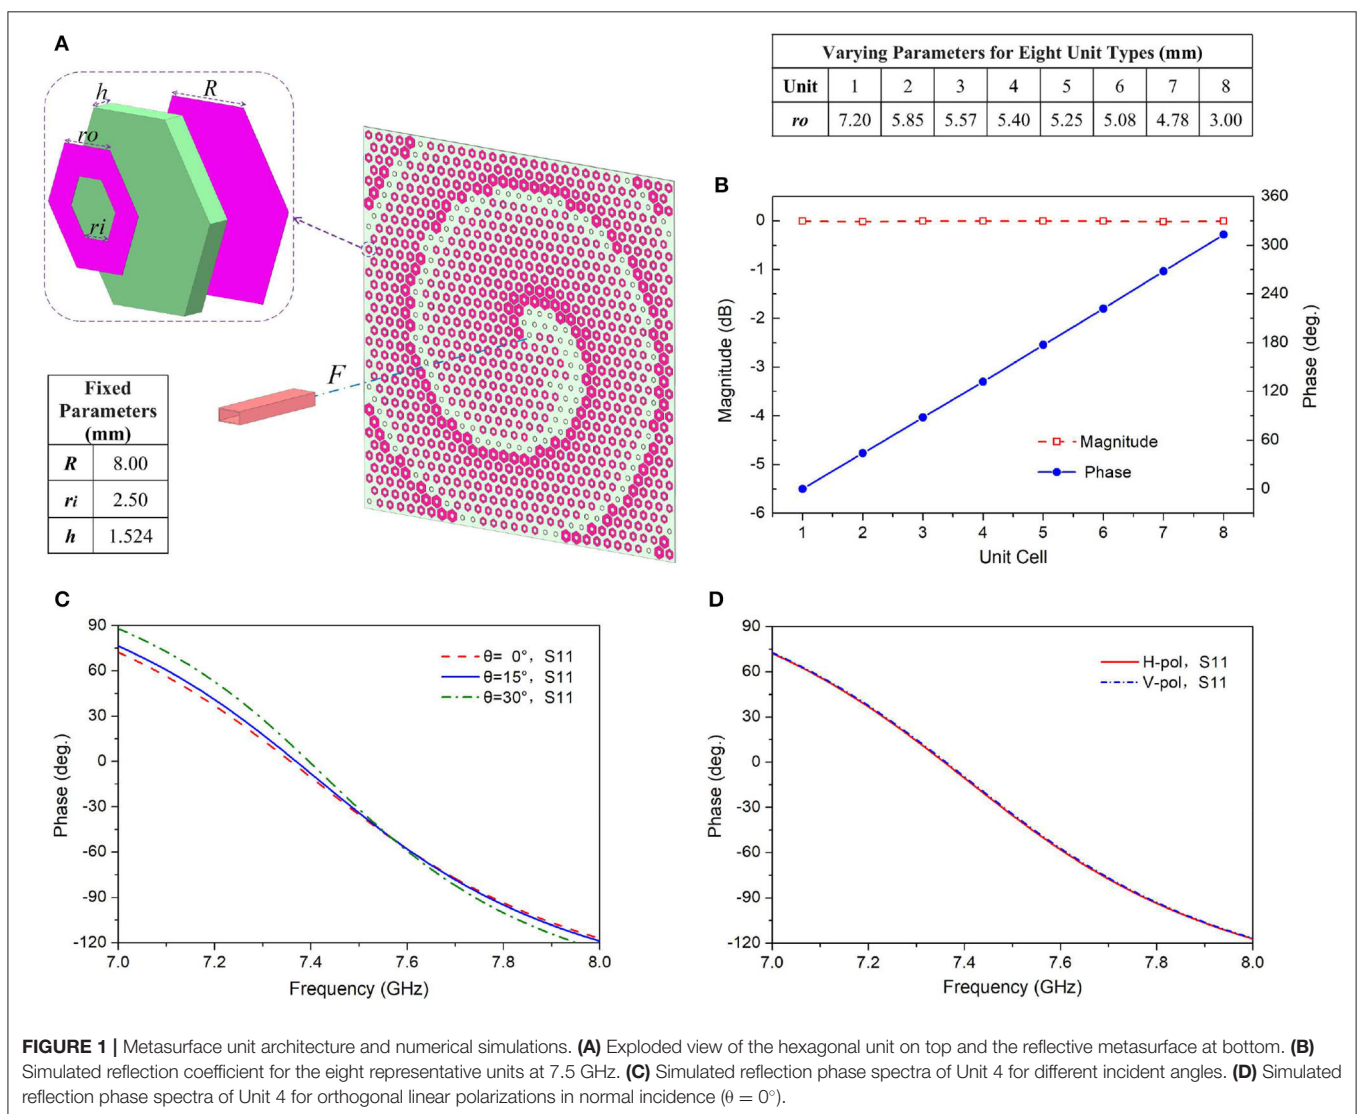 A
h
R
ro
ri
F
Fixed
Parameters
(mm)
R 8.00
ri 2.50
h 1.524
Varying Parameters for Eight Unit Types (mm)
Unit 1 2 3 4 5 6 7 8
ro 7.20 5.85 5.57 5.40 5.25 5.08 4.78 3.00
B
0
-1
-2
-3
-4
-5
-6
Magnitude (dB)
360
300
240
180
120
60
0
Phase (deg.)
Magnitude
Phase
1 2 3 4 5 6 7 8
Unit Cell
C
90
60
30
0
-30
-60
-90
-120
Phase (deg.)
θ= 0°, S11
θ=15°, S11
θ=30°, S11
7.0 7.2 7.4 7.6 7.8 8.0
Frequency (GHz)
D
90
60
30
0
-30
-60
-90
-120
Phase (deg.)
H-pol, S11
V-pol, S11
7.0 7.2 7.4 7.6 7.8 8.0
Frequency (GHz)
FIGURE 1 | Metasurface unit architecture and numerical simulations. (A) Exploded view of the hexagonal unit on top and the reflective metasurface at bottom. (B)
Simulated reflection coefficient for the eight representative units at 7.5 GHz. (C) Simulated reflection phase spectra of Unit 4 for different incident angles. (D) Simulated
reflection phase spectra of Unit 4 for orthogonal linear polarizations in normal incidence (θ = 0°).